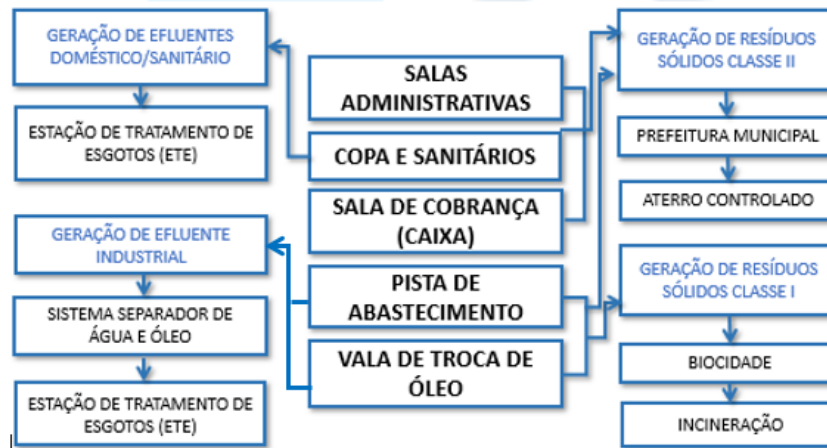 GERAÇÃO DE EFLUENTES
DOMÉSTICO/SANITÁRIO
ESTAÇÃO DE TRATAMENTO DE
ESGOTOS (ETE)
GERAÇÃO DE EFLUENTE
INDUSTRIAL
SISTEMA SEPARADOR DE
ÁGUA E ÓLEO
ESTAÇÃO DE TRATAMENTO DE
ESGOTOS (ETE)
SALAS
ADMINISTRATIVAS
COPA E SANITÁRIOS
SALA DE COBRANÇA
(CAIXA)
PISTA DE
ABASTECIMENTO
VALA DE TROCA DE
ÓLEO
GERAÇÃO DE RESÍDUOS
SÓLIDOS CLASSE II
PREFEITURA MUNICIPAL
ATERRO CONTROLADO
GERAÇÃO DE RESÍDUOS
SÓLIDOS CLASSE I
BIOCIDADE
INCINERAÇÃO